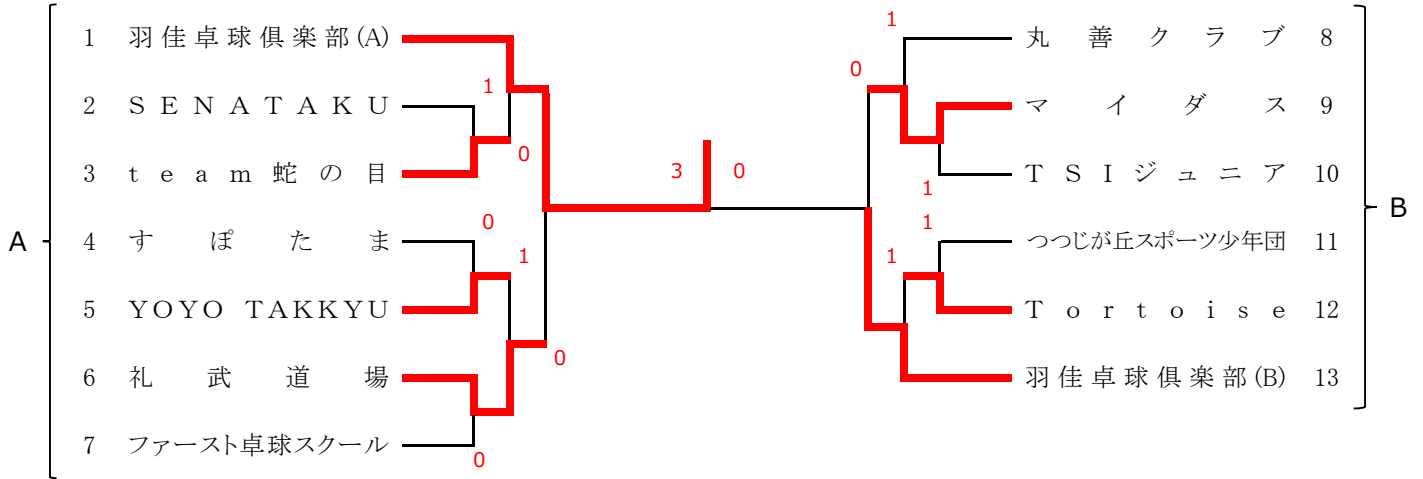 1 羽佳卓球俱楽部(A)
1
2 SENATAKU
0
3 team蛇の目
0
4 すぽたま
1
5 YOYO TAKKYU
0
6 礼武道場
7 ファースト卓球スクール
0
A
3 0
1
丸善クラブ 8
0
マイダス 9
TSIジュニア 10
1
1
つつじが丘スポーツ少年団 11
1
Tortoise 12
羽佳卓球俱楽部(B) 13
B